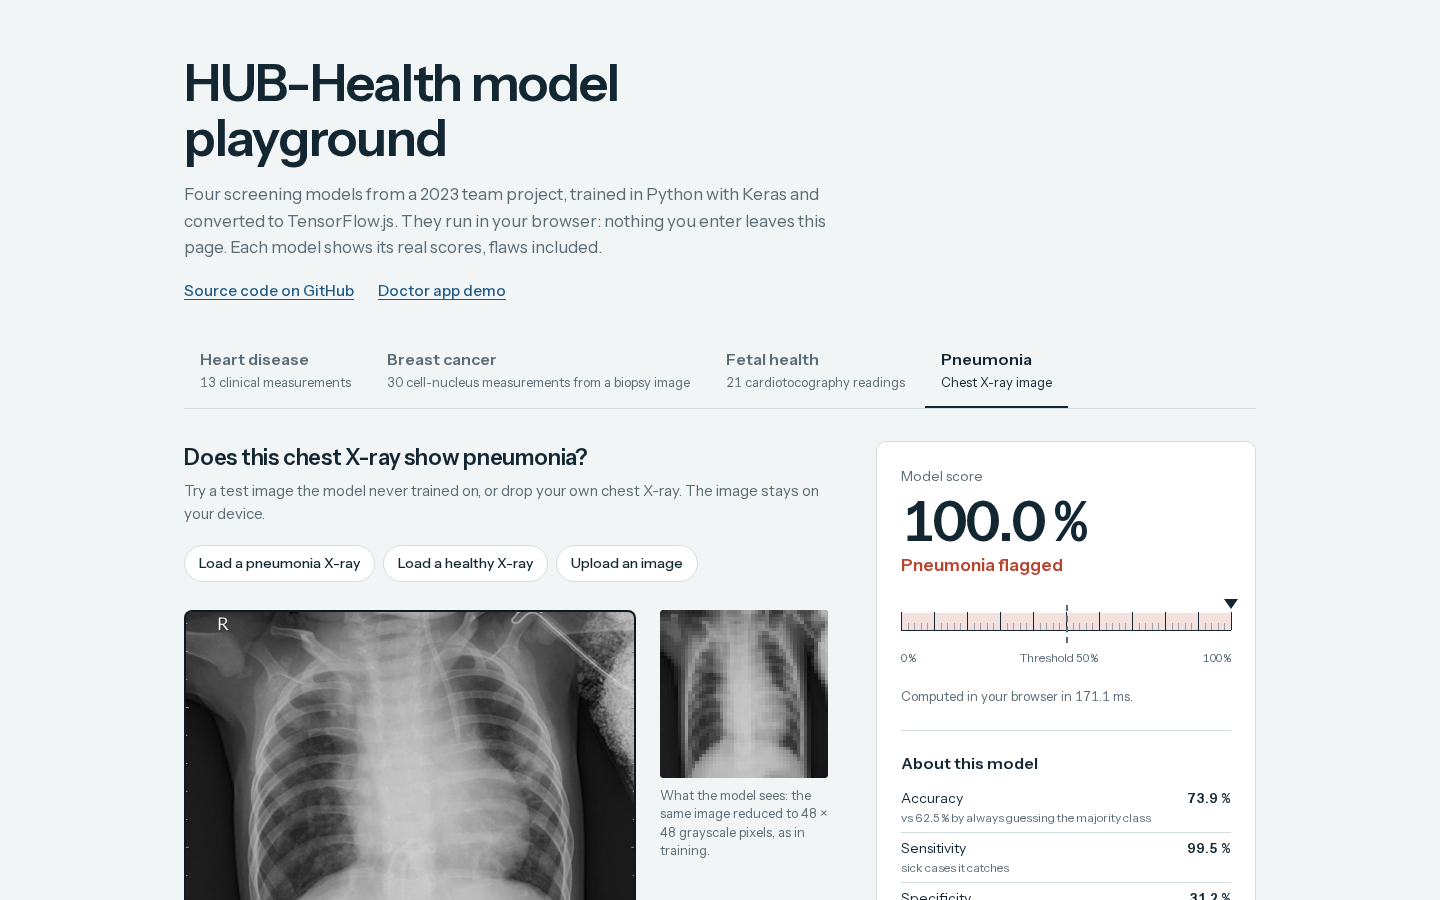 HUB-Health model
playground
Four screening models from a 2023 team project, trained in Python with Keras and
converted to TensorFlow.js. They run in your browser: nothing you enter leaves this
page. Each model shows its real scores, flaws included.
Source code on GitHub
Doctor app demo
Heart disease
13 clinical measurements
Breast cancer
30 cell-nucleus measurements from a biopsy image
Fetal health
21 cardiotocography readings
Pneumonia
Chest X-ray image
Does this chest X-ray show pneumonia?
Try a test image the model never trained on, or drop your own chest X-ray. The image stays on
your device.
Load a pneumonia X-ray
Load a healthy X-ray
Upload an image
R
What the model sees: the
same image reduced to 48 ×
48 grayscale pixels, as in
training.
Model score
100.0 %
Pneumonia flagged
0%
Threshold 50%
100%
Computed in your browser in 171.1 ms.
About this model
Accuracy
73.9 %
vs 62.5 % by always guessing the majority class
Sensitivity
99.5 %
sick cases it catches
Specificity
31.2 %